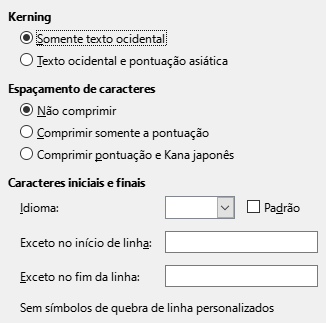 Kerning
Somente texto ocidental
Texto ocidental e pontuação asiática
Espaçamento de caracteres
Não comprimir
Comprimir somente a pontuação
Comprimir pontuação e Kana japonês
Caracteres iniciais e finais
Idioma: Padrão
Exceto no início de linha:
Exceto no fim da linha:
Sem símbolos de quebra de linha personalizados